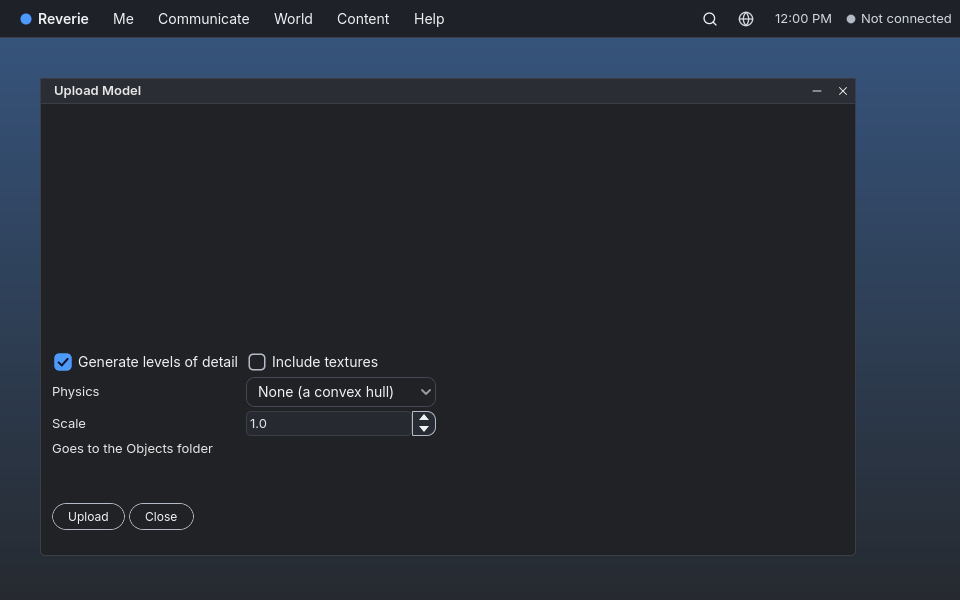 Reverie Me Communicate World Content Help 12:00 PM Not connected
Upload Model
Generate levels of detail Include textures
Physics None (a convex hull)
Scale 1.0
Goes to the Objects folder
Upload Close